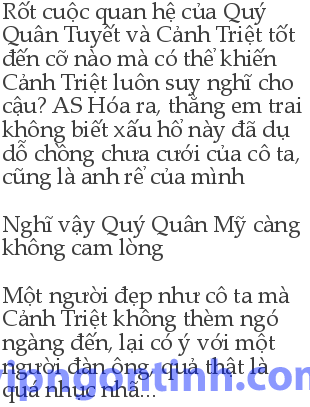 Rốt cuộc quan hệ của Quý
Quân Tuyết và Cảnh Triệt tốt
đến cỡ nào mà có thể khiến
Cảnh Triệt luôn suy nghĩ cho
cậu? AS Hóa ra, thằng em trai
không biết xấu hổ này đã dụ
dỗ chồng chưa cưới của cô ta,
cũng là anh rể của mình
Nghĩ vậy Quý Quân Mỹ càng
không cam lòng
Một người đẹp như cô ta mà
Cảnh Triệt không thèm ngó
ngàng đến, lại có ý với một
người đàn ông, quả thật là
quá nhục nhã...
vipngontinh.com